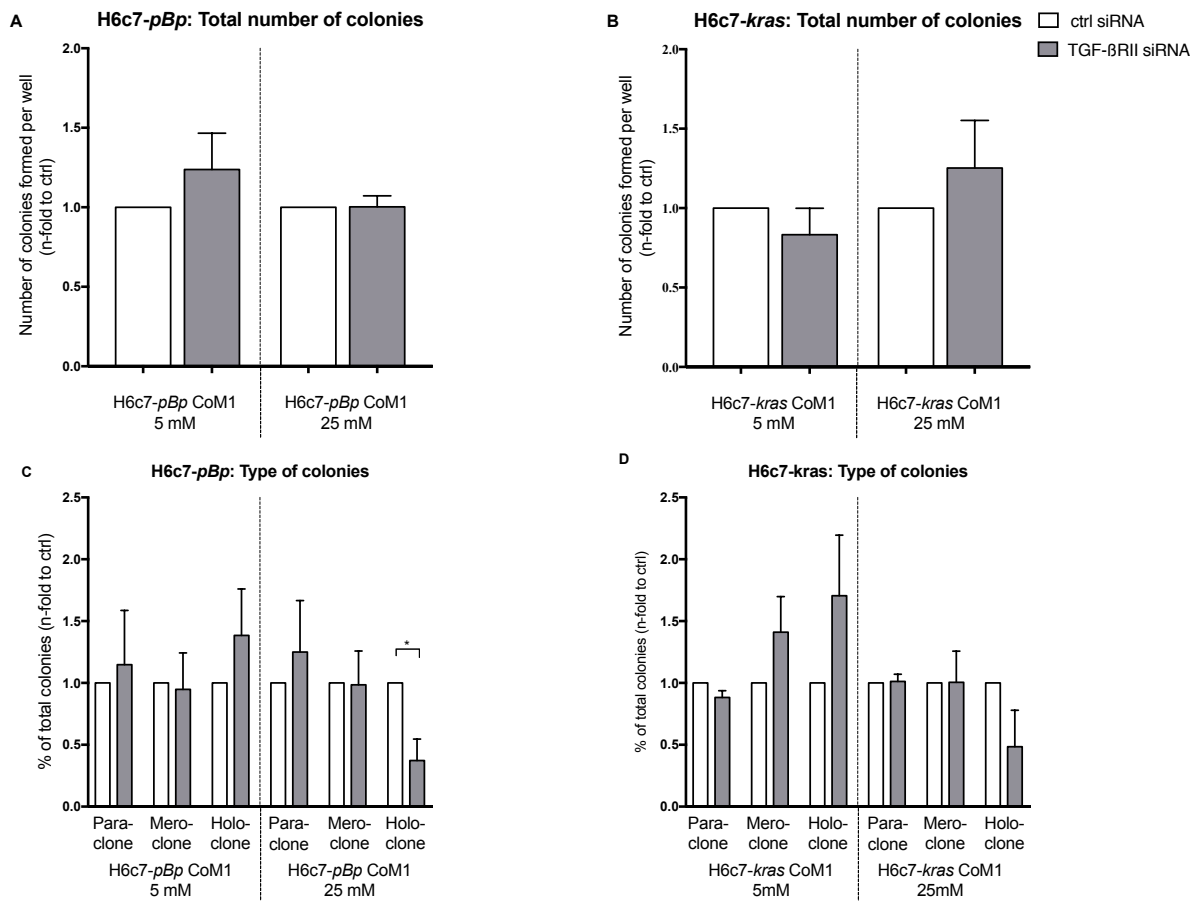 A
H6c7-pBp: Total number of colonies
Number of colonies formed per well
(n-fold to ctrl)
2.0
1.5
1.0
0.5
0.0
H6c7-pBp CoM1
5 mM
H6c7-pBp CoM1
25 mM
B
H6c7-kras: Total number of colonies
ctrl siRNA
TGF-ßRII siRNA
Number of colonies formed per well
(n-fold to ctrl)
2.0
1.5
1.0
0.5
0.0
H6c7-kras CoM1
5 mM
H6c7-kras CoM1
25 mM
C
H6c7-pBp: Type of colonies
% of total colonies (n-fold to ctrl)
2.5
2.0
1.5
1.0
0.5
0.0
*
Para-
clone
Mero-
clone
Holo-
clone
Para-
clone
Mero-
clone
Holo-
clone
H6c7-pBp CoM1
5 mM
H6c7-pBp CoM1
25 mM
D
H6c7-kras: Type of colonies
% of total colonies (n-fold to ctrl)
2.5
2.0
1.5
1.0
0.5
0.0
Para-
clone
Mero-
clone
Holo-
clone
Para-
clone
Mero-
clone
Holo-
clone
H6c7-kras CoM1
5mM
H6c7-kras CoM1
25mM